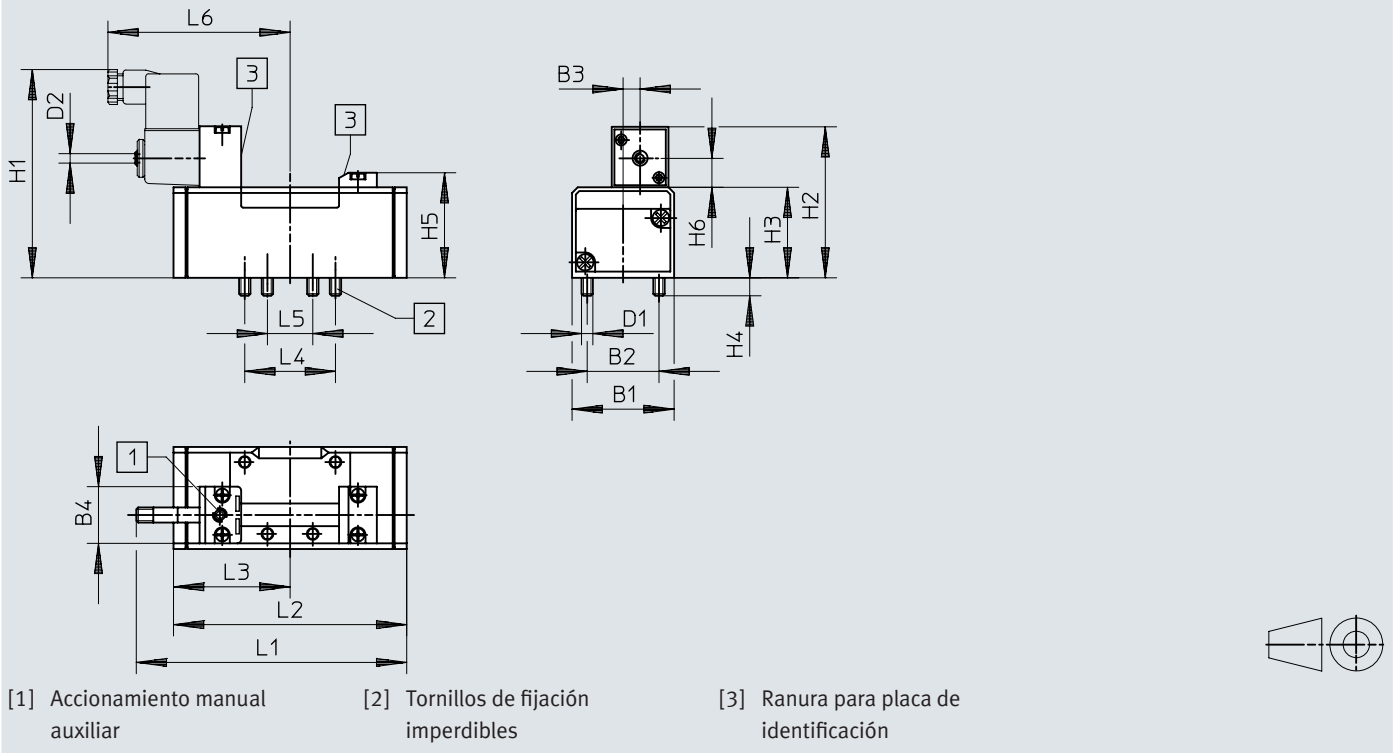 L6
3
B3
D2
3
H1
H5
H6
H3
H2
L5
2
D1
H4
L4
B2
B1
1
B4
L3
L2
L1
[1] Accionamiento manual
auxiliar
[2] Tornillos de fijación
imperdibles
[3] Ranura para placa de
identificación